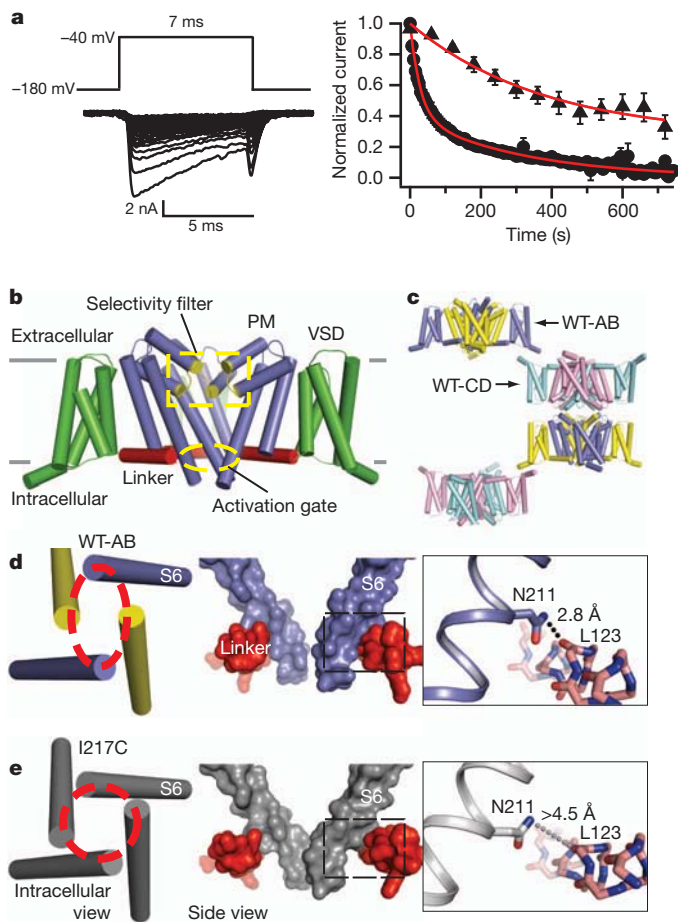 a
7 ms
–40 mV
–180 mV
2 nA
5 ms
Normalized current
1.0
0.8
0.6
0.4
0.2
0.0
0 200 400 600
Time (s)
b
Selectivity filter
PM
VSD
Extracellular
Intracellular
Linker
Activation gate
c
WT-AB
WT-CD
d
WT-AB
S6
S6
Linker
N211
2.8 Å
L123
e
I217C
S6
Intracellular
view
S6
Side view
N211
>4.5 Å
L123